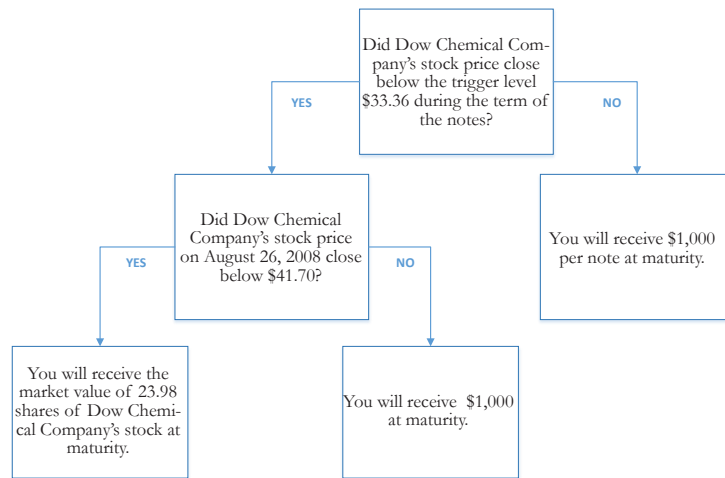 Did Dow Chemical Com-
pany's stock price close
below the trigger level
$33.36 during the term of
the notes?
YES
NO
Did Dow Chemical
Company's stock price
on August 26, 2008 close
below $41.70?
You will receive $1,000
per note at maturity.
YES
NO
You will receive the
market value of 23.98
shares of Dow Chemi-
cal Company's stock at
maturity.
You will receive  $1,000
at maturity.